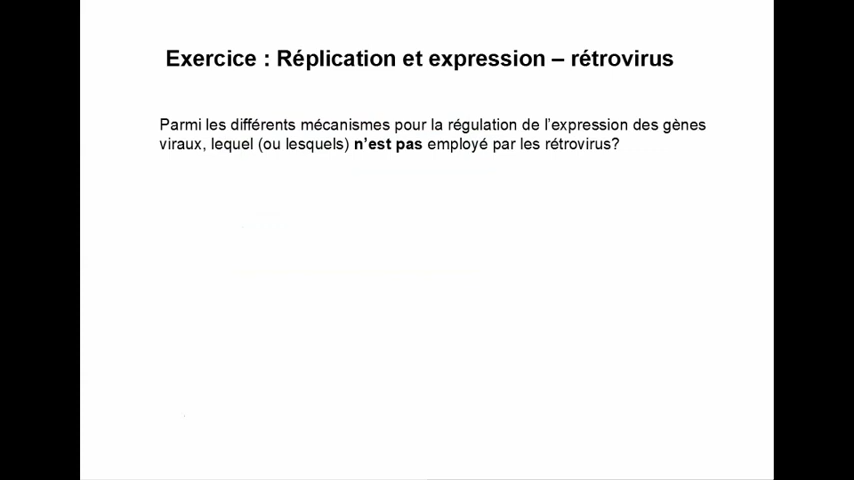 Exercice : Réplication et expression – rétrovirus
Parmi les différents mécanismes pour la régulation de l'expression des gènes
viraux, lequel (ou lesquels) n'est pas employé par les rétrovirus?